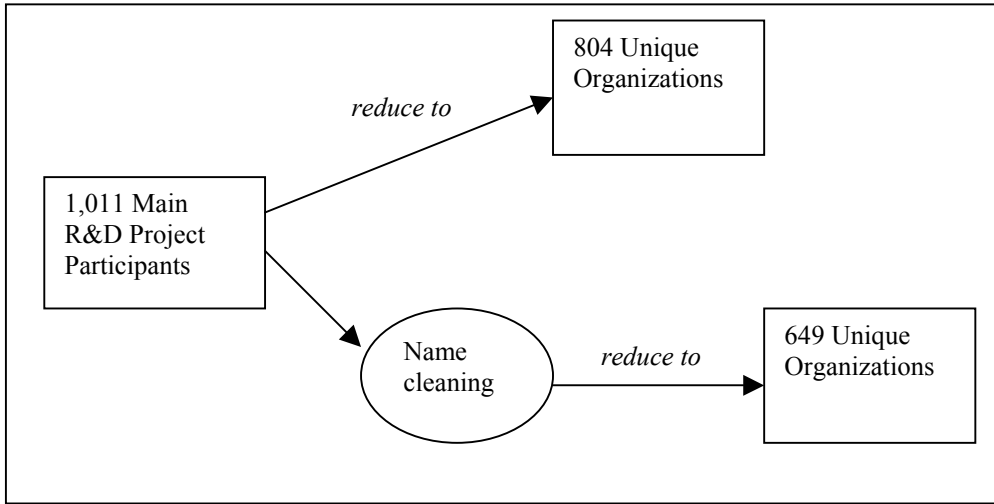 804 Unique
Organizations
reduce to
1,011 Main
R&D Project
Participants
Name
cleaning
reduce to
649 Unique
Organizations